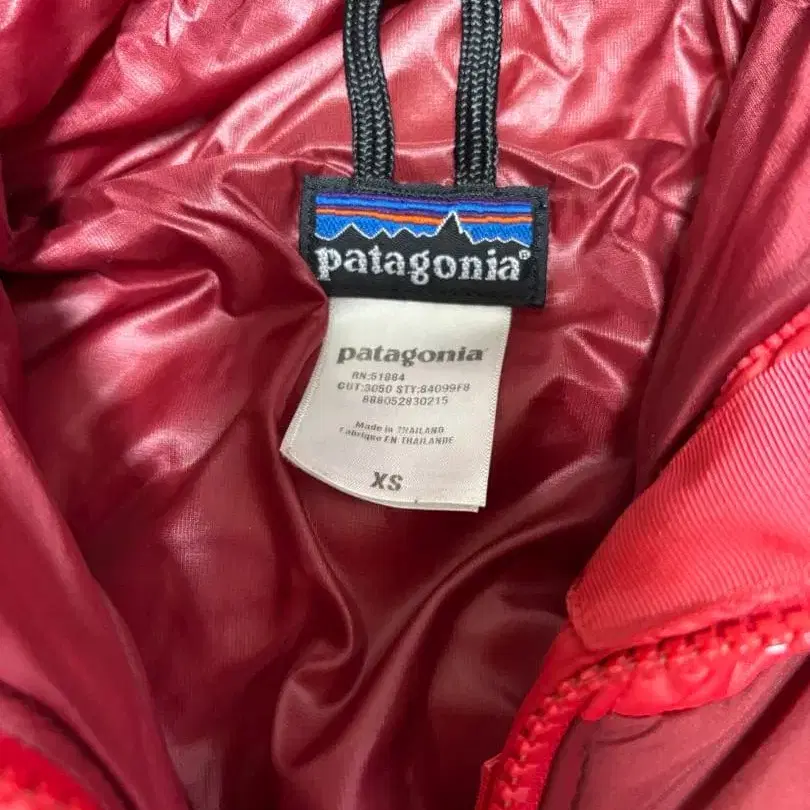 patagonia®
patagonia
RN:51884
CUT:3050 STY:84099F8
888052830215
Made in THAILAND
Fabriqué EN THAILANDE
XS